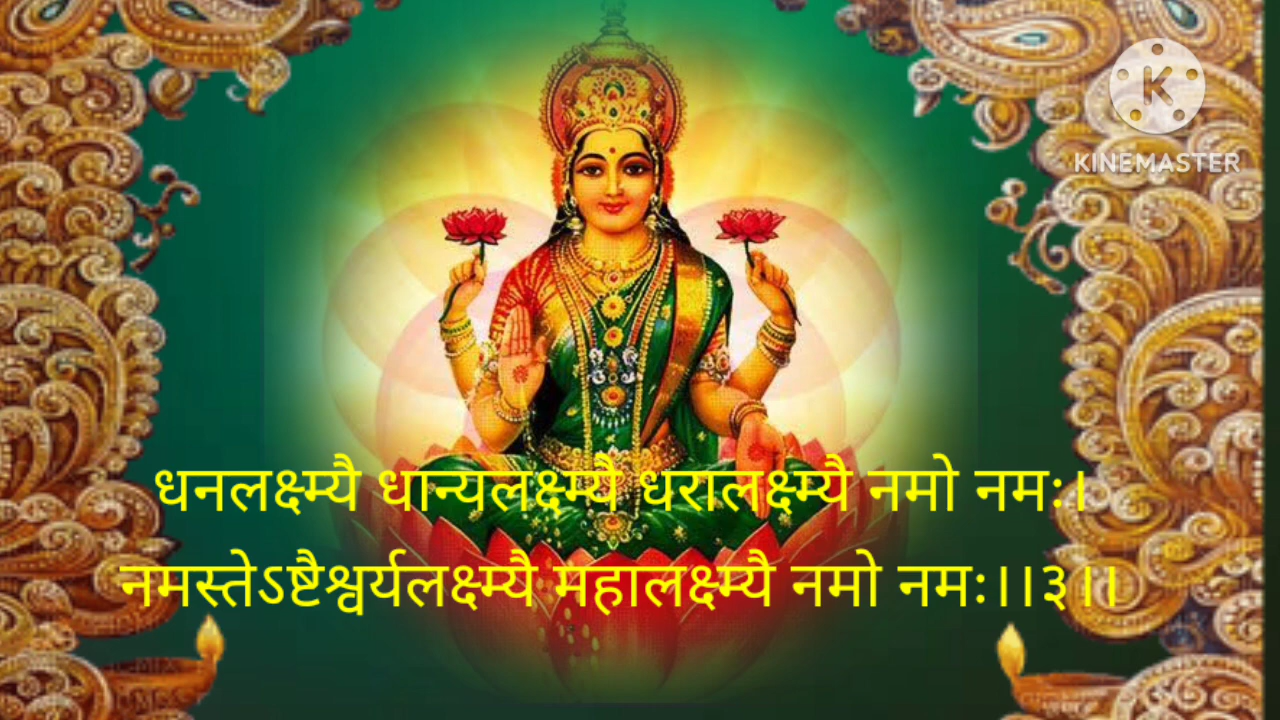 KINEMASTER
धनलक्ष्म्यै धान्यलक्ष्म्यै धरालक्ष्म्यै नमो नमः।
नमस्तेऽष्टैश्वर्यलक्ष्म्यै महालक्ष्म्यै नमो नमः।।३।।